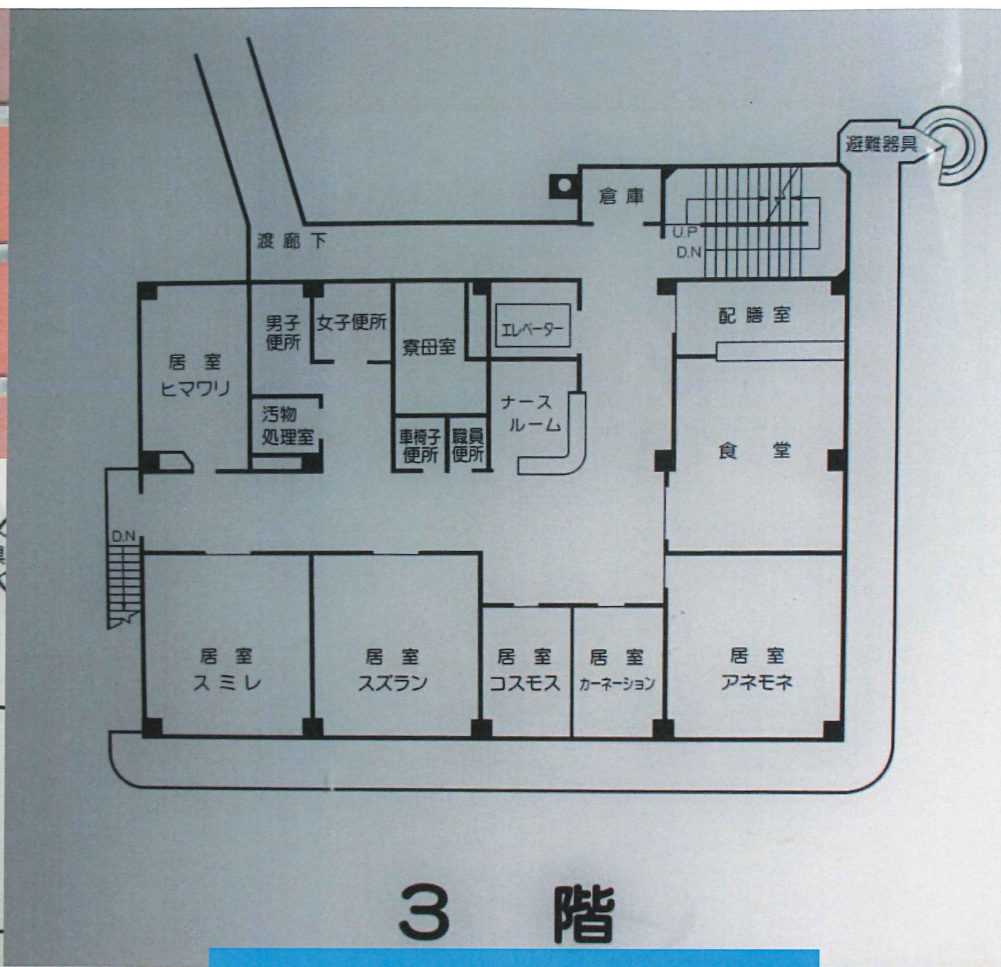 避難器具
倉庫
U.P
D.N
渡廊下
配膳室
男子
便所
女子便所
寮母室
エレベーター
居室
ヒマワリ
ナース
ルーム
汚物
処理室
車椅子
便所
職員
便所
食堂
D.N
居室
スミレ
居室
スズラン
居室
コスモス
居室
カーネーション
居室
アネモネ
3階